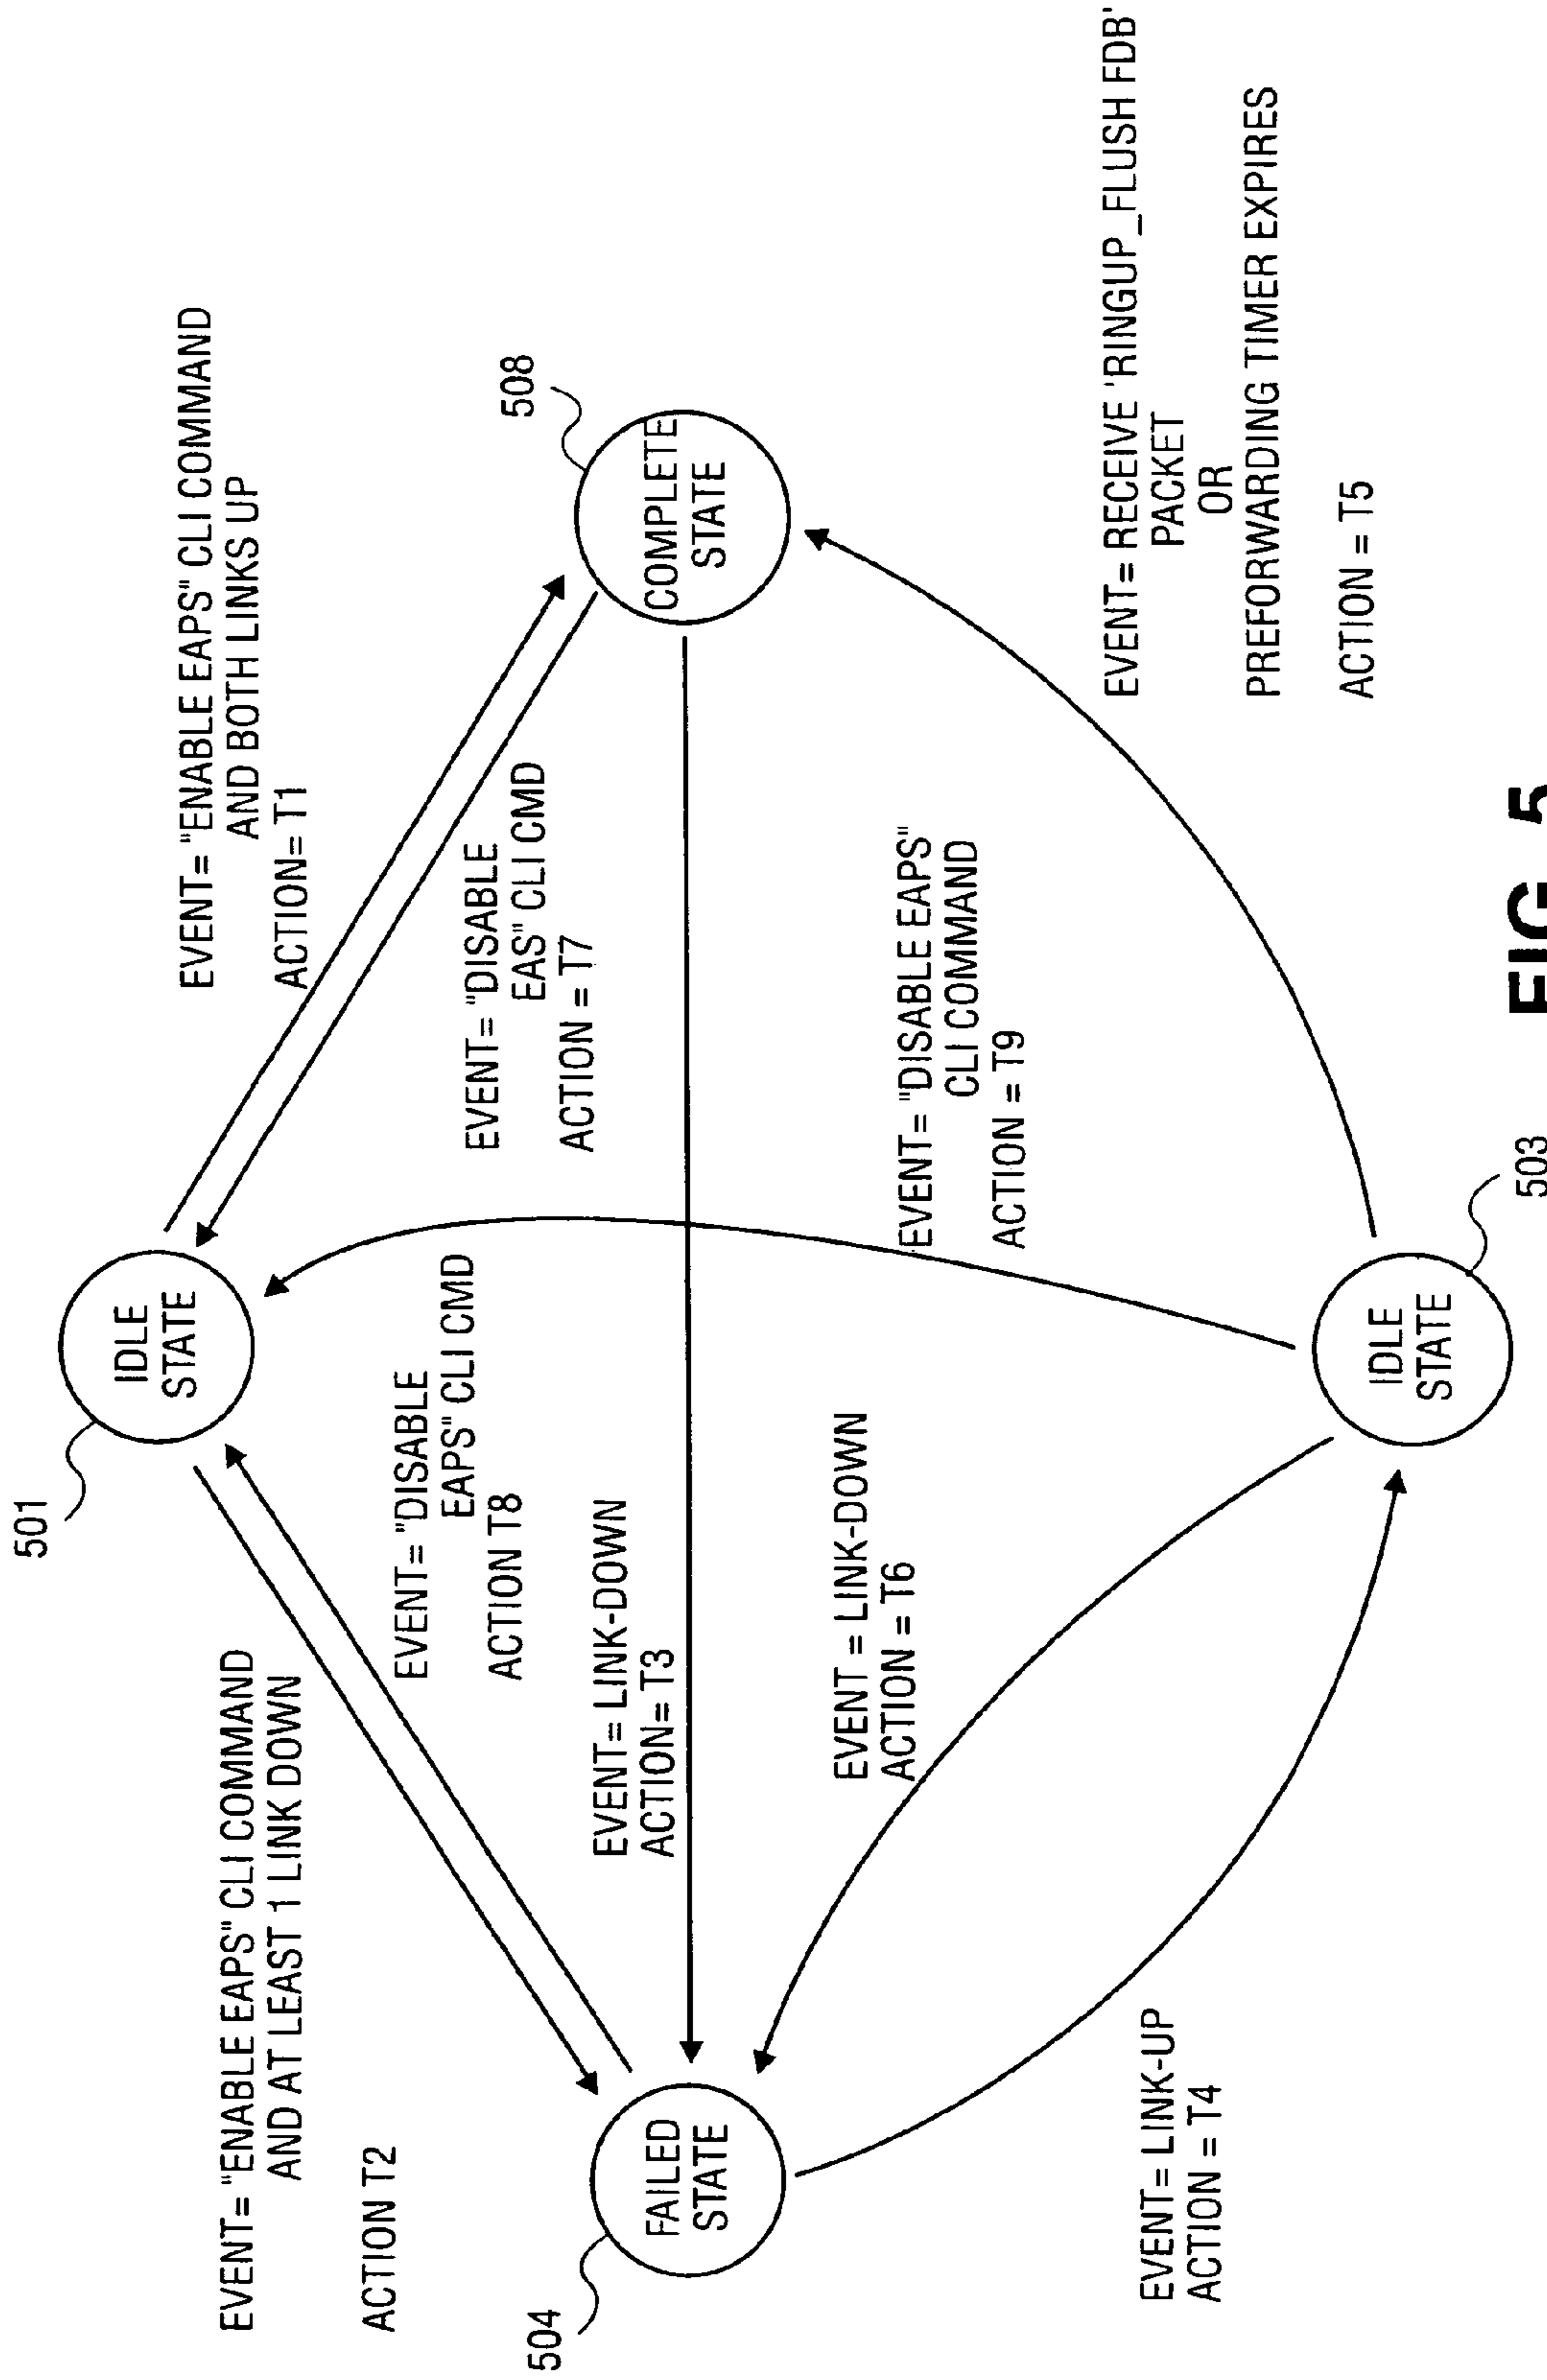 501
IDLE
STATE
EVENT= "ENABLE EAPS" CLI COMMAND
AND AT LEAST 1 LINK DOWN
ACTION T2
EVENT= "ENABLE EAPS" CLI COMMAND
AND BOTH LINKS UP
ACTION= T1
EVENT= "DISABLE
EAPS" CLI CMD
ACTION T8
EVENT= "DISABLE
EAS" CLI CMD
ACTION = T7
504
FAILED
STATE
EVENT= LINK-DOWN
ACTION= T3
508
COMPLETE
STATE
EVENT = LINK-DOWN
ACTION = T6
EVENT= "DISABLE EAPS"
CLI COMMAND
ACTION = T9
EVENT= LINK-UP
ACTION = T4
EVENT= RECEIVE 'RINGUP_FLUSH FDB'
PACKET
OR
PREFORWARDING TIMER EXPIRES
ACTION = T5
IDLE
STATE
503
FIG 5